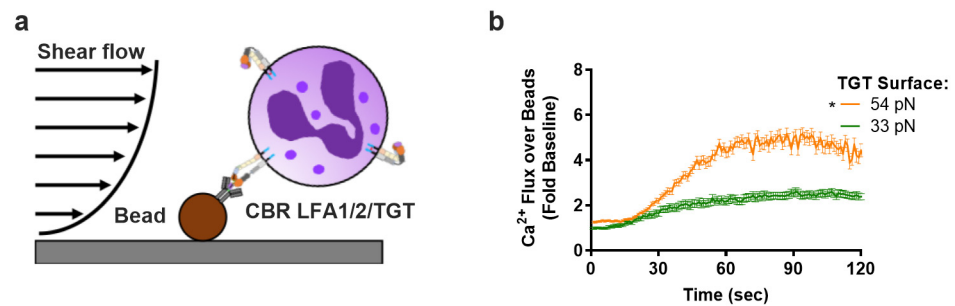 a
Shear flow
Bead
CBR LFA1/2/TGT
b
Ca²⁺ Flux over Beads
(Fold Baseline)
8
6
4
2
0
0 30 60 90 120
Time (sec)
TGT Surface:
* 54 pN
33 pN